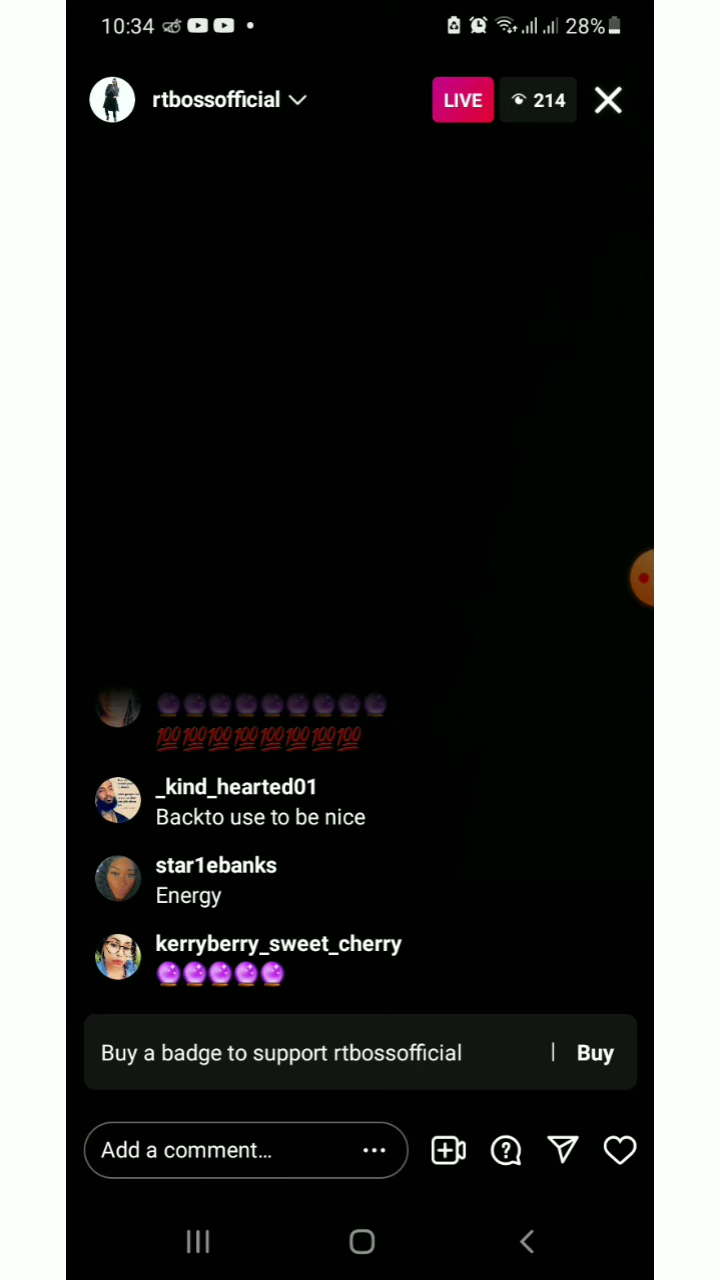 10:34 28%
rtbossofficial LIVE 214
💯💯💯💯💯💯💯💯
_kind_hearted01
Backto use to be nice
star1ebanks
Energy
kerryberry_sweet_cherry
Buy a badge to support rtbossofficial | Buy
Add a comment...